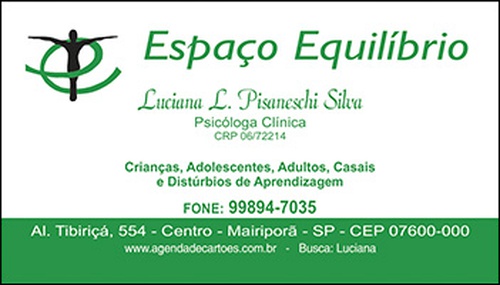 Espaço Equilíbrio
Luciana L. Pisaneschi Silva
Psicóloga Clínica
CRP 06/72214
Crianças, Adolescentes, Adultos, Casais
e Distúrbios de Aprendizagem
FONE: 99894-7035
Al. Tibiriçá, 554 - Centro - Mairiporã - SP - CEP 07600-000
www.agendadecartoes.com.br - Busca: Luciana